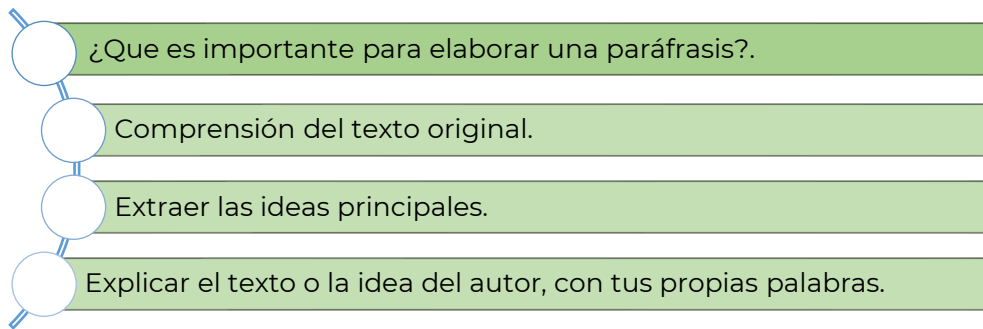 ¿Que es importante para elaborar una paráfrasis?.
Comprensión del texto original.
Extraer las ideas principales.
Explicar el texto o la idea del autor, con tus propias palabras.